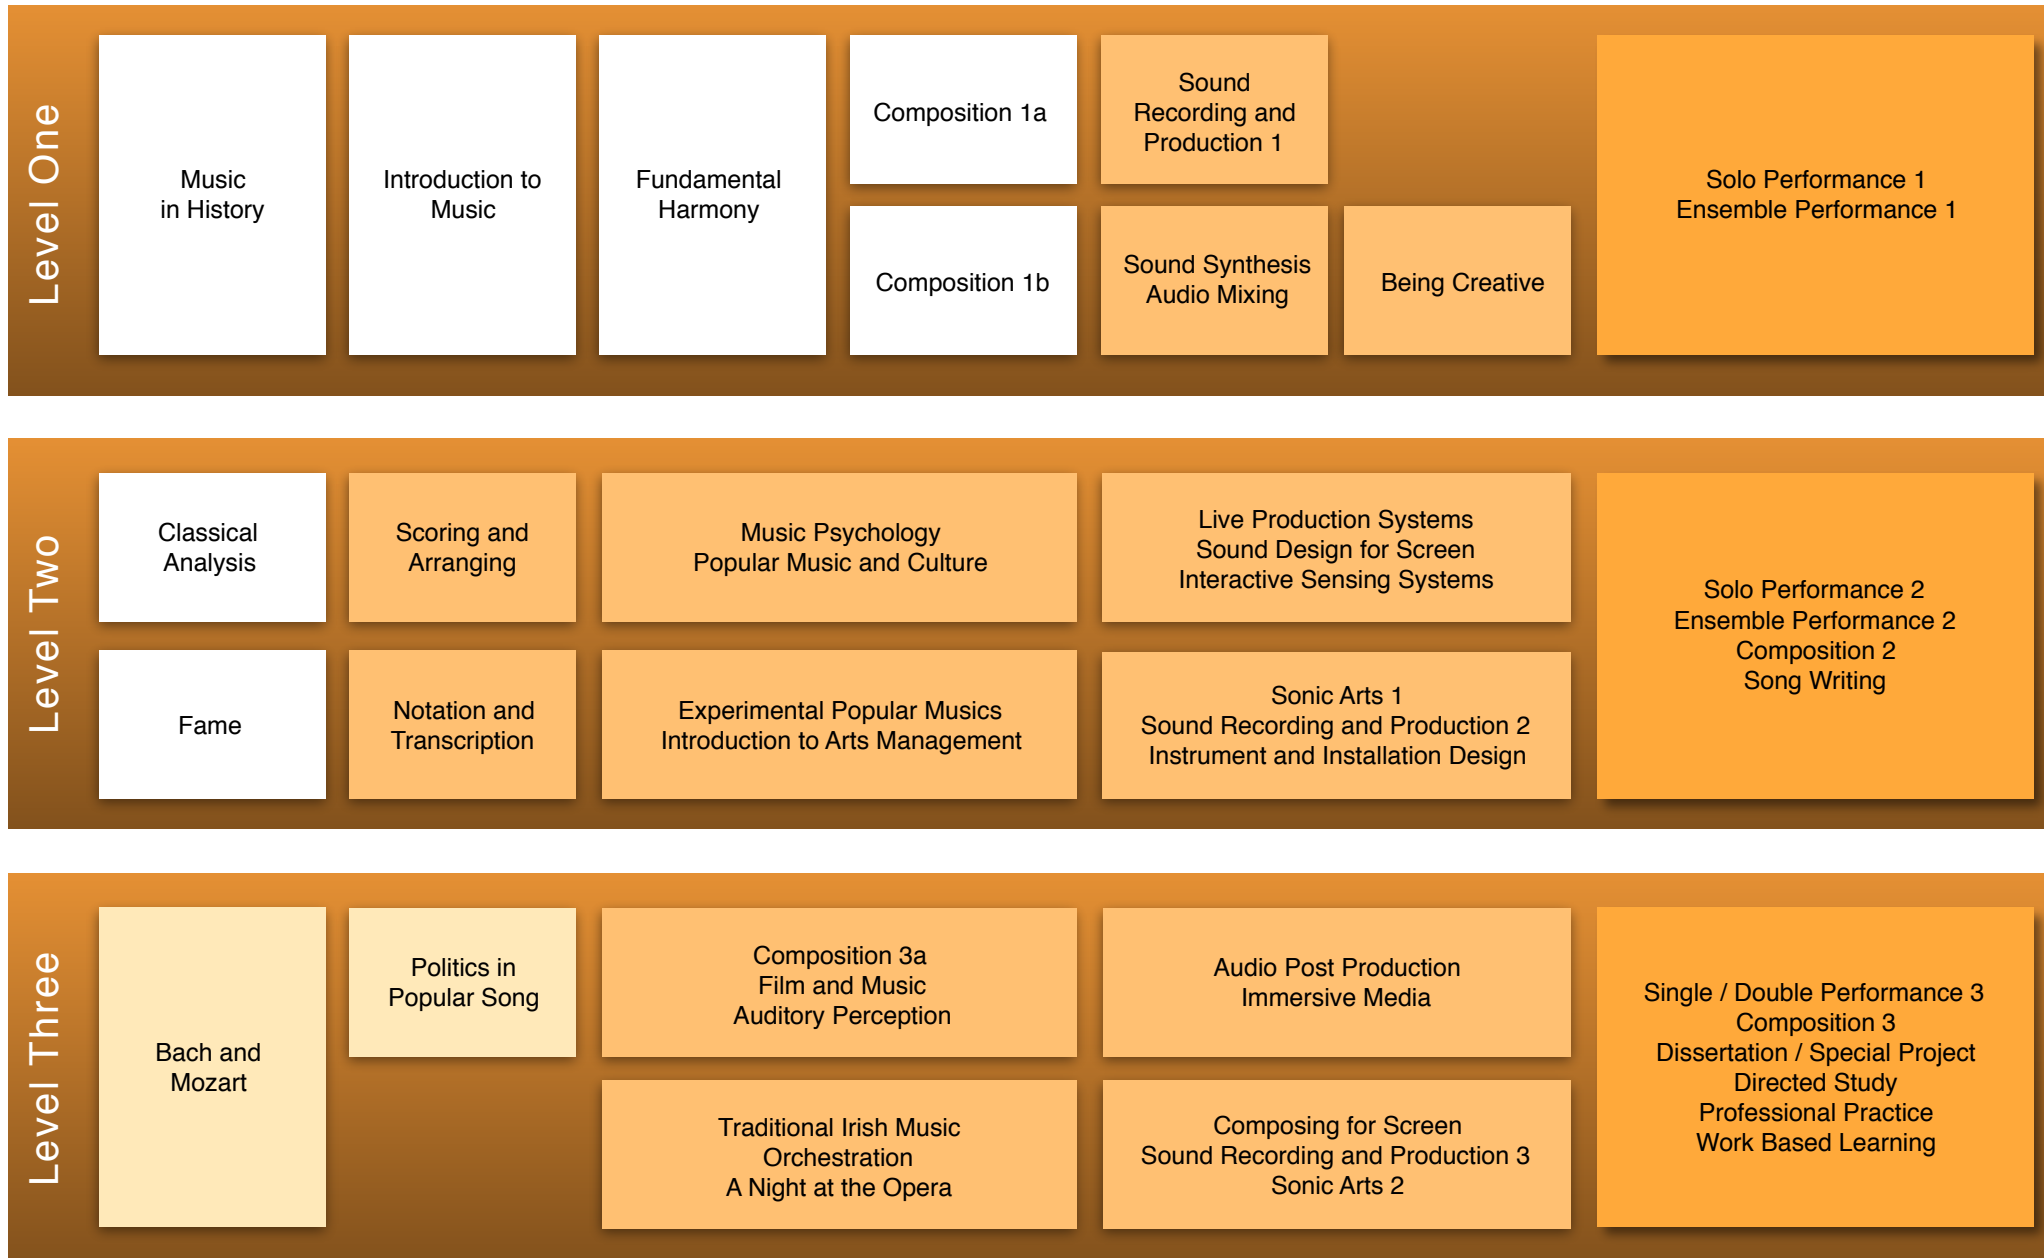 Level One
Music
in History
Introduction to
Music
Fundamental
Harmony
Composition 1a
Composition 1b
Sound
Recording and
Production 1
Sound Synthesis
Audio Mixing
Being Creative
Solo Performance 1
Ensemble Performance 1
Level Two
Classical
Analysis
Fame
Scoring and
Arranging
Notation and
Transcription
Music Psychology
Popular Music and Culture
Experimental Popular Musics
Introduction to Arts Management
Live Production Systems
Sound Design for Screen
Interactive Sensing Systems
Sonic Arts 1
Sound Recording and Production 2
Instrument and Installation Design
Solo Performance 2
Ensemble Performance 2
Composition 2
Song Writing
Level Three
Bach and
Mozart
Politics in
Popular Song
Composition 3a
Film and Music
Auditory Perception
Traditional Irish Music
Orchestration
A Night at the Opera
Audio Post Production
Immersive Media
Composing for Screen
Sound Recording and Production 3
Sonic Arts 2
Single / Double Performance 3
Composition 3
Dissertation / Special Project
Directed Study
Professional Practice
Work Based Learning